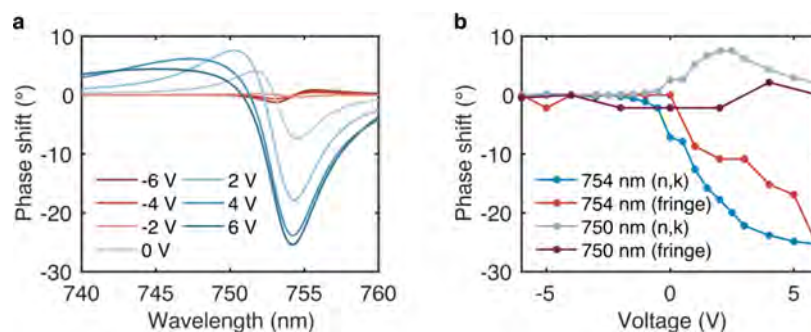 a
10
0
-10
-20
-30
Phase shift (°)
-6 V
-4 V
-2 V
0 V
2 V
4 V
6 V
740 745 750 755 760
Wavelength (nm)
b
10
0
-10
-20
-30
Phase shift (°)
754 nm (n,k)
754 nm (fringe)
750 nm (n,k)
750 nm (fringe)
-5 0 5
Voltage (V)